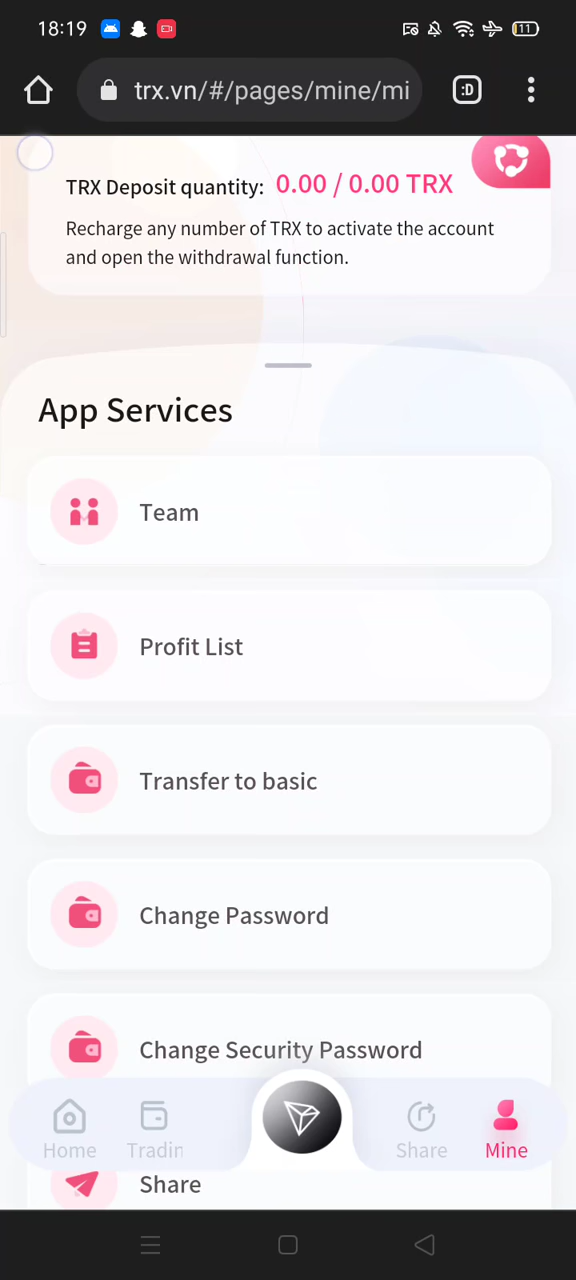 18:19
11
trx.vn/#/pages/mine/mi
:D
TRX Deposit quantity: 0.00 / 0.00 TRX
Recharge any number of TRX to activate the account
and open the withdrawal function.
App Services
Team
Profit List
Transfer to basic
Change Password
Change Security Password
Home
Tradin
Share
Mine
Share